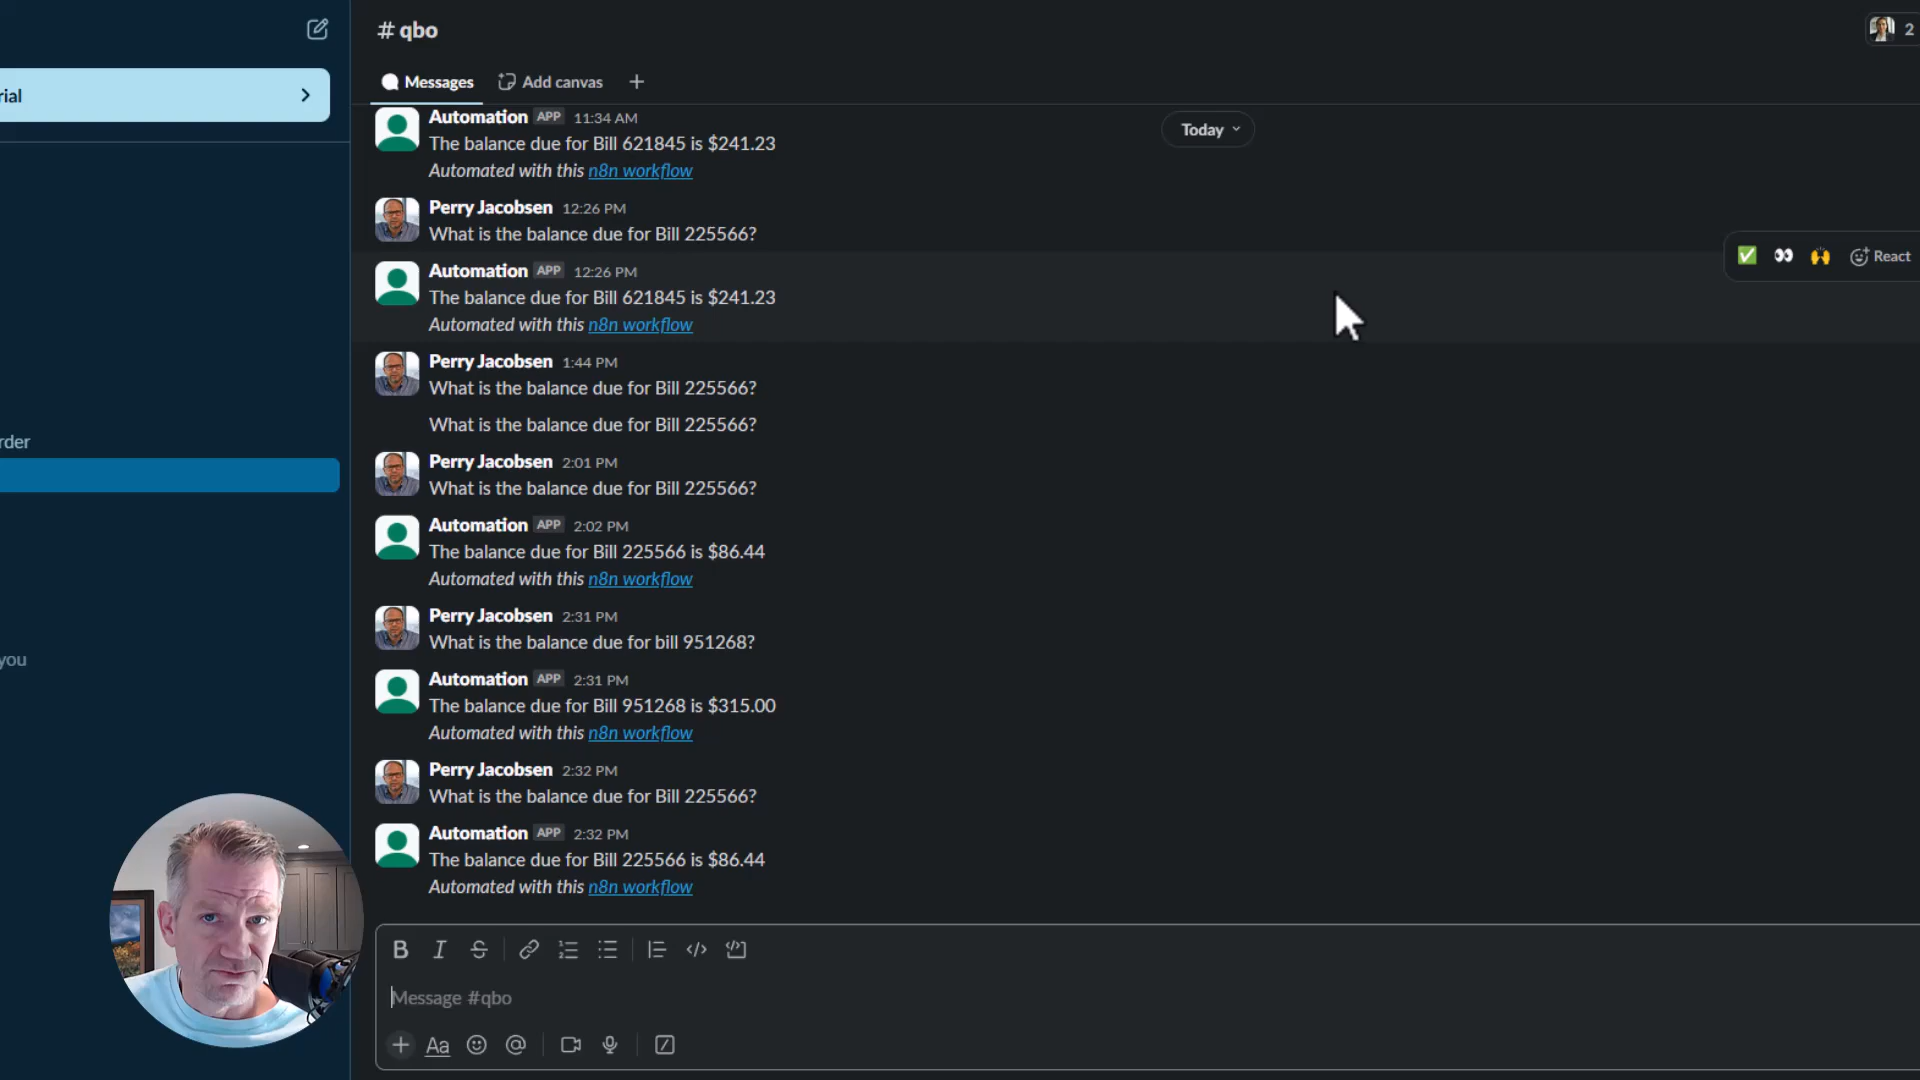 # qbo
2
rial
Messages
Add canvas
Automation APP 11:34 AM
Today
The balance due for Bill 621845 is $241.23
Automated with this n8n workflow
Perry Jacobsen 12:26 PM
What is the balance due for Bill 225566?
Automation APP 12:26 PM
React
The balance due for Bill 621845 is $241.23
Automated with this n8n workflow
Perry Jacobsen 1:44 PM
What is the balance due for Bill 225566?
What is the balance due for Bill 225566?
rder
Perry Jacobsen 2:01 PM
What is the balance due for Bill 225566?
Automation APP 2:02 PM
The balance due for Bill 225566 is $86.44
Automated with this n8n workflow
Perry Jacobsen 2:31 PM
What is the balance due for bill 951268?
you
Automation APP 2:31 PM
The balance due for Bill 951268 is $315.00
Automated with this n8n workflow
Perry Jacobsen 2:32 PM
What is the balance due for Bill 225566?
Automation APP 2:32 PM
The balance due for Bill 225566 is $86.44
Automated with this n8n workflow
B I S
Message #qbo
Aa @